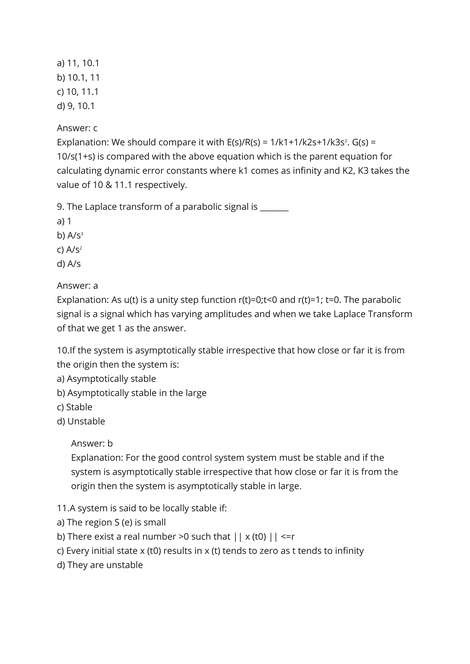 a) 11, 10.1
b) 10.1, 11
c) 10, 11.1
d) 9, 10.1
Answer: c
Explanation: We should compare it with E(s)/R(s) = 1/k1+1/k2s+1/k3s². G(s) =
10/s(1+s) is compared with the above equation which is the parent equation for
calculating dynamic error constants where k1 comes as infinity and K2, K3 takes the
value of 10 & 11.1 respectively.
9. The Laplace transform of a parabolic signal is _______
a) 1
b) A/s³
c) A/s²
d) A/s
Answer: a
Explanation: As u(t) is a unity step function r(t)=0;t<0 and r(t)=1; t=0. The parabolic
signal is a signal which has varying amplitudes and when we take Laplace Transform
of that we get 1 as the answer.
10.If the system is asymptotically stable irrespective that how close or far it is from
the origin then the system is:
a) Asymptotically stable
b) Asymptotically stable in the large
c) Stable
d) Unstable
Answer: b
Explanation: For the good control system system must be stable and if the
system is asymptotically stable irrespective that how close or far it is from the
origin then the system is asymptotically stable in large.
11.A system is said to be locally stable if:
a) The region S (e) is small
b) There exist a real number >0 such that || x (t0) || <=r
c) Every initial state x (t0) results in x (t) tends to zero as t tends to infinity
d) They are unstable